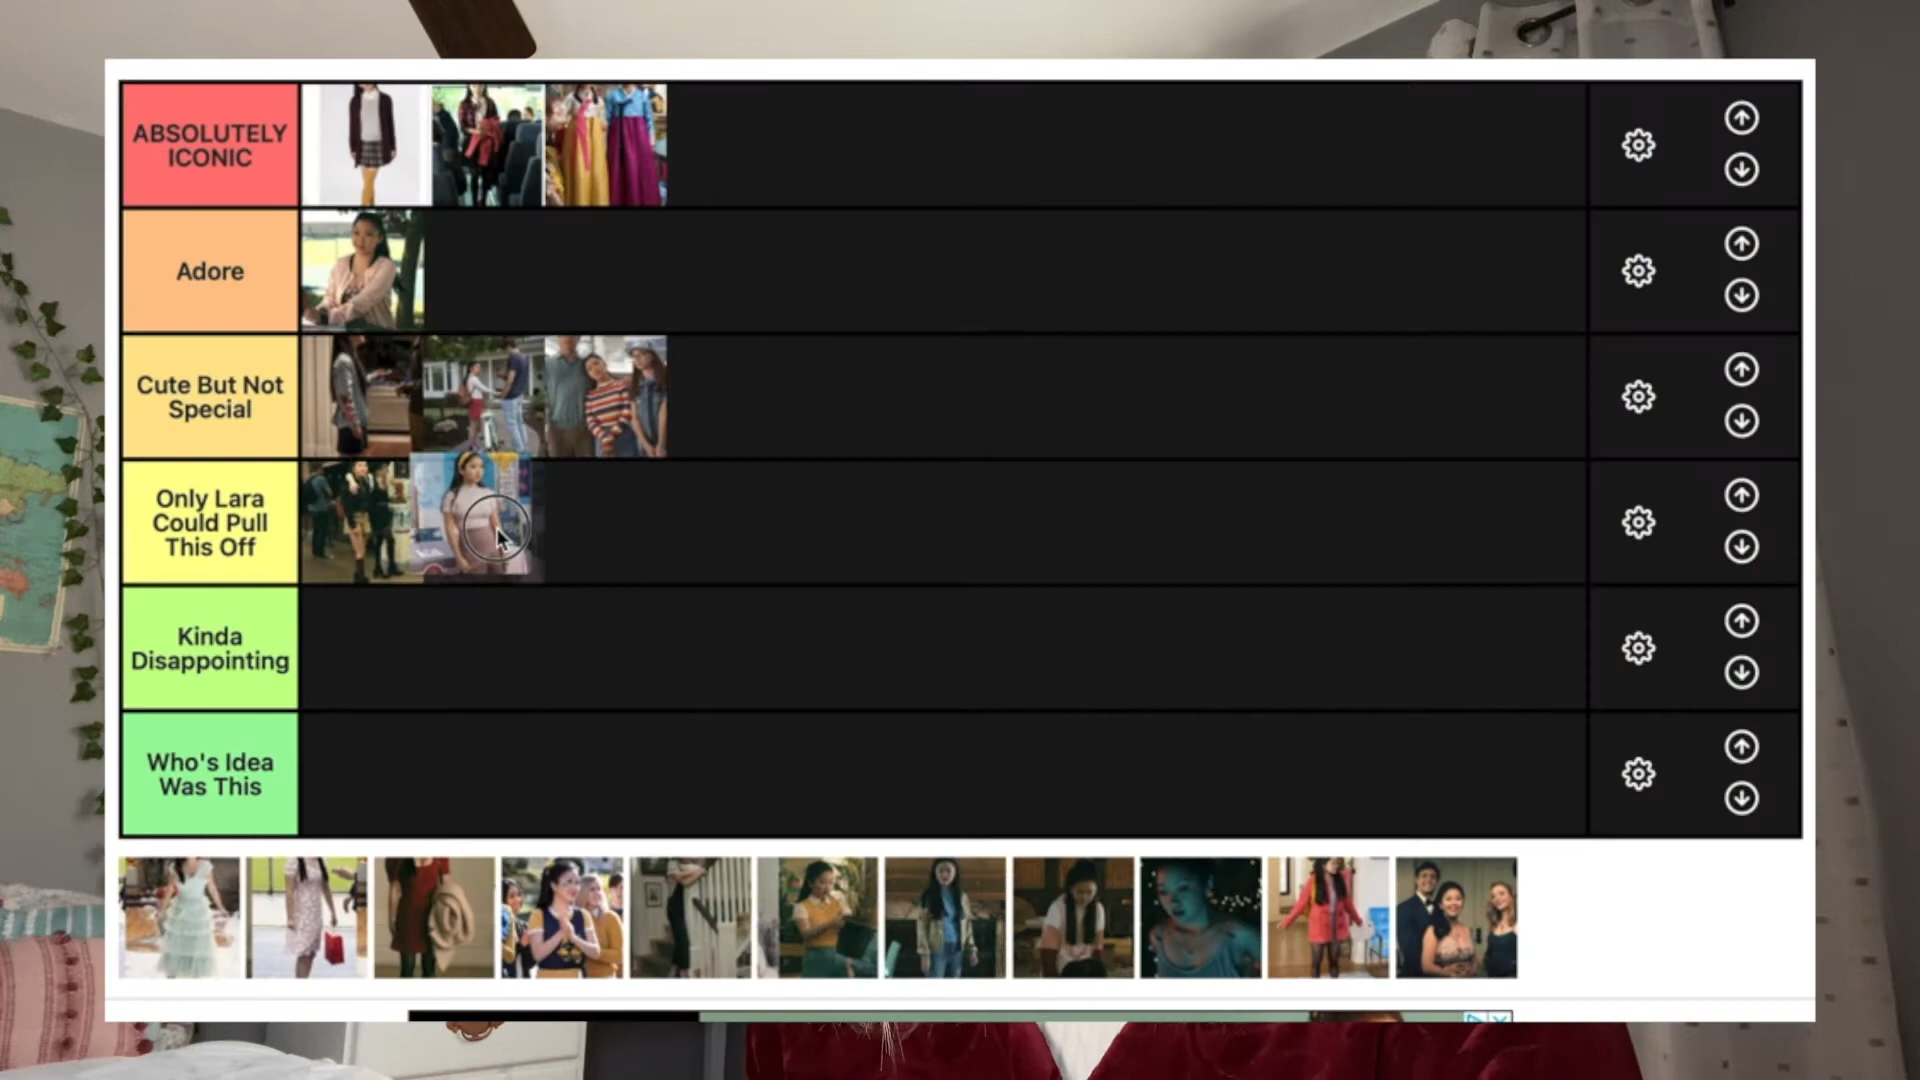 ABSOLUTELY
ICONIC
Adore
Cute But Not
Special
Only Lara
Could Pull
This Off
Kinda
Disappointing
Who's Idea
Was This